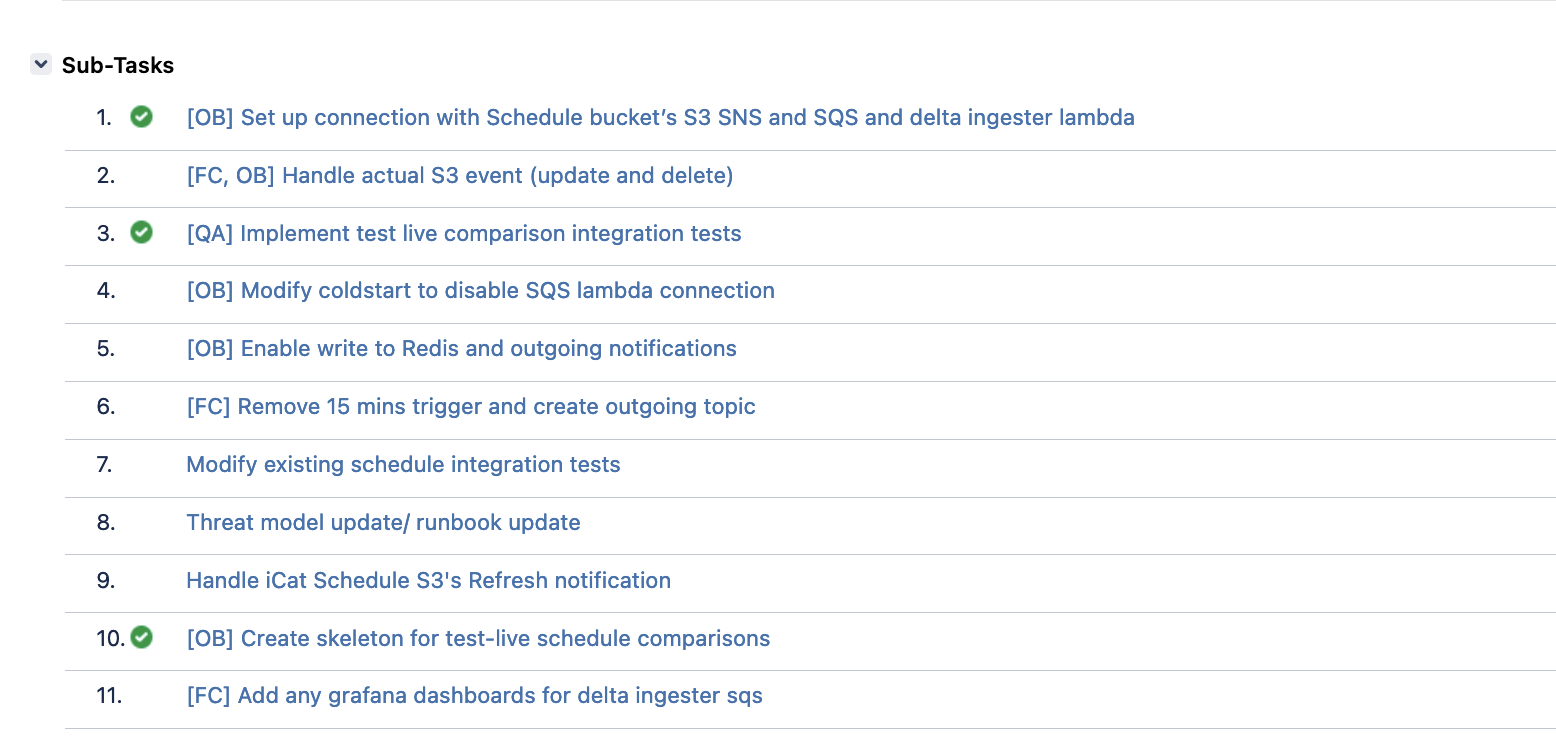 Sub-Tasks
1. [OB] Set up connection with Schedule bucket’s S3 SNS and SQS and delta ingester lambda
2. [FC, OB] Handle actual S3 event (update and delete)
3. [QA] Implement test live comparison integration tests
4. [OB] Modify coldstart to disable SQS lambda connection
5. [OB] Enable write to Redis and outgoing notifications
6. [FC] Remove 15 mins trigger and create outgoing topic
7. Modify existing schedule integration tests
8. Threat model update/ runbook update
9. Handle iCat Schedule S3's Refresh notification
10. [OB] Create skeleton for test-live schedule comparisons
11. [FC] Add any grafana dashboards for delta ingester sqs